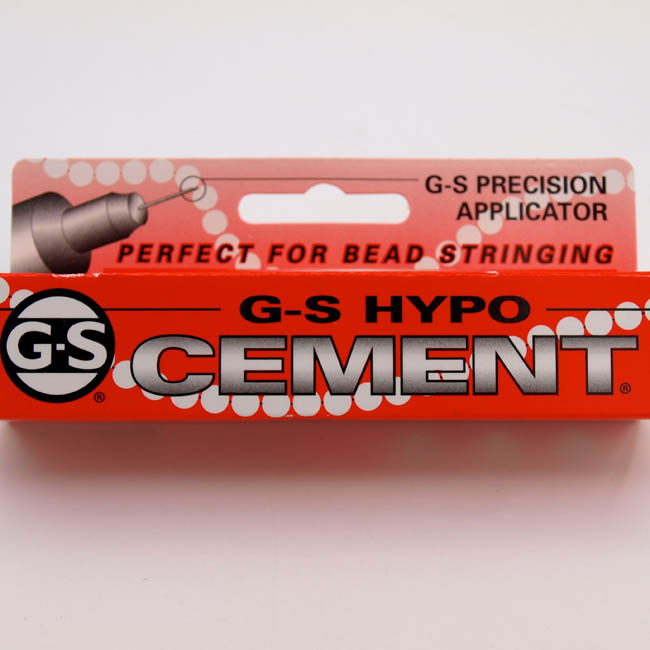 G-S PRECISION
APPLICATOR
PERFECT FOR BEAD STRINGING
G-S HYPO
G-S
CEMENT
®
®